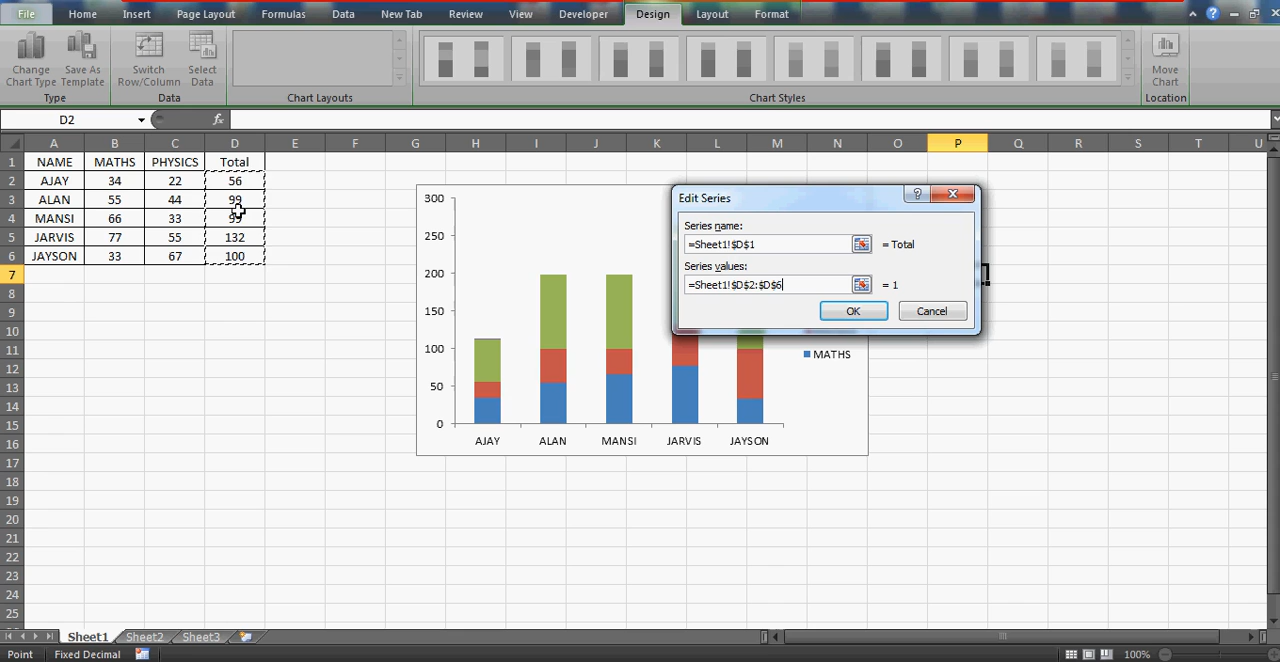 File Home Insert Page Layout Formulas Data New Tab Review View Developer Design Layout Format
Change Chart Type
Save As Template
Switch Row/Column
Select Data
Move Chart
Type Data Chart Layouts Chart Styles Location
D2 fx
A B C D E F G H I J K L M N O P Q R S T U
1 NAME MATHS PHYSICS Total
2 AJAY 34 22 56
3 ALAN 55 44 99
4 MANSI 66 33 99
5 JARVIS 77 55 132
6 JAYSON 33 67 100
7
8
9
10
11
12
13
14
15
16
17
18
19
20
21
22
23
24
25
300
250
200
150
100
50
0
AJAY ALAN MANSI JARVIS JAYSON
MATHS
Edit Series
?
Series name:
=Sheet1!$D$1 = Total
Series values:
=Sheet1!$D$2:$D$6 = 1
OK Cancel
Sheet1 Sheet2 Sheet3
Point Fixed Decimal 100%